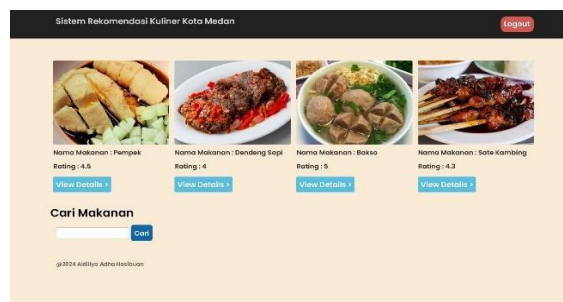 Sistem Rekomendasi Kuliner Kota Medan
Logout
Nama Makanan : Pempek
Rating : 4.5
View Details >
Nama Makanan : Dendeng Sapi
Rating : 4
View Details >
Nama Makanan : Bakso
Rating : 5
View Details >
Nama Makanan : Sate Kambing
Rating : 4.3
View Details >
Cari Makanan
Cari
@2024 Aiditya Adha Hasibuan